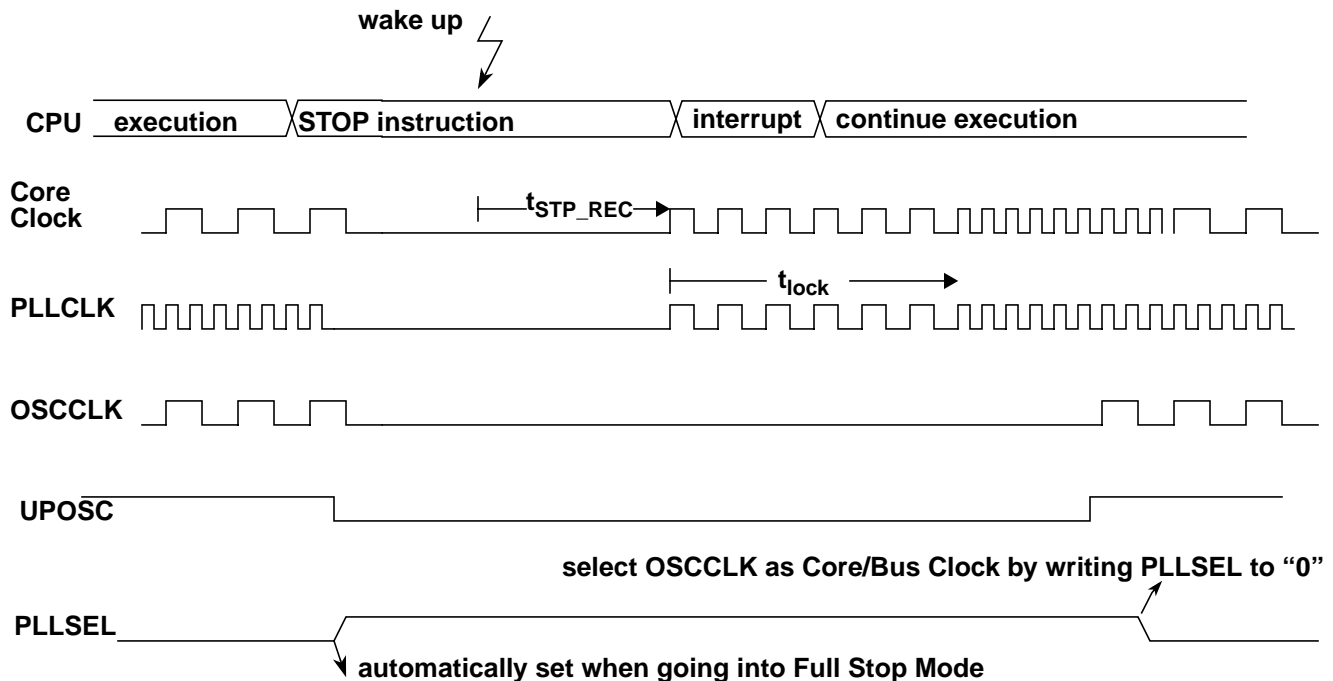 wake up
CPU execution STOP instruction interrupt continue execution
Core
Clock
tSTP_REC
PLLCLK
tlock
OSCCLK
UPOSC
select OSCCLK as Core/Bus Clock by writing PLLSEL to “0”
PLLSEL
automatically set when going into Full Stop Mode